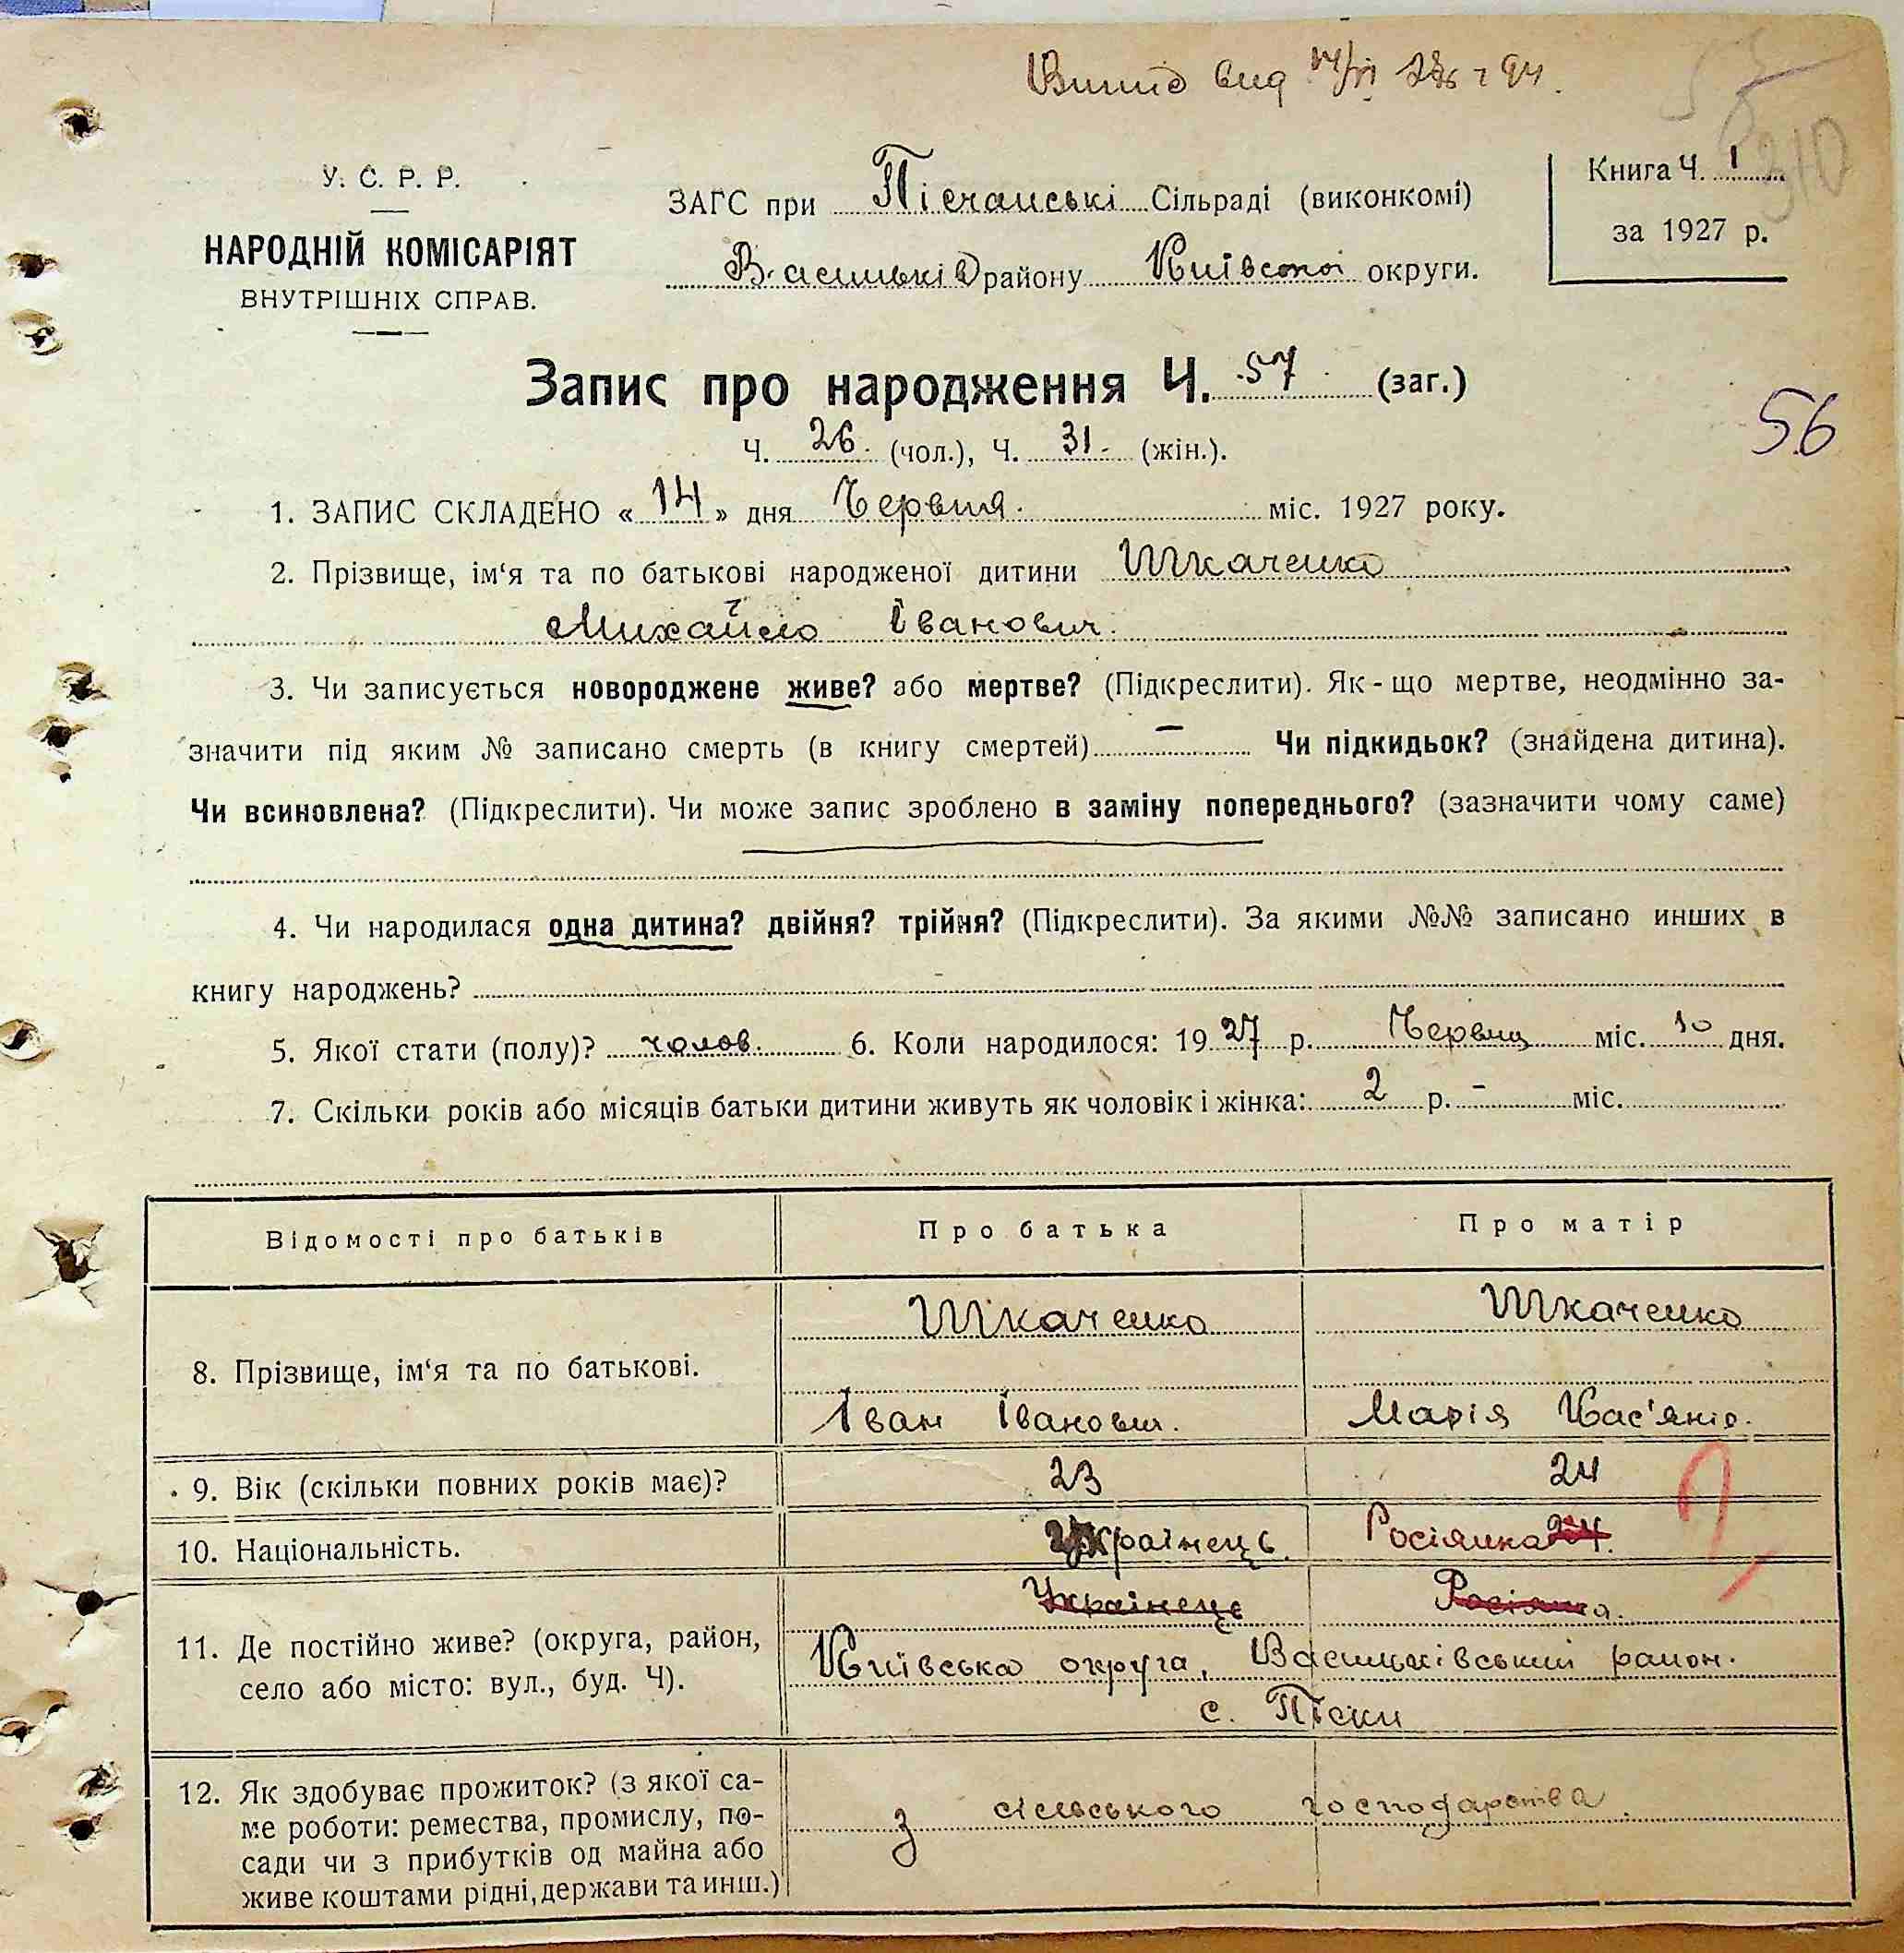 У. С. Р. Р.
НАРОДНІЙ КОМІСАРІЯТ
ВНУТРІШНІХ СПРАВ.
ЗАГС при Пісчанські Сільраді (виконкомі)
Васильків району Київської округи.
Книга Ч. 1
за 1927 р.
310
Запис про народження Ч. 57 (заг.)
Ч. 26 (чол.), Ч. 31 (жін.).
56
1. ЗАПИС СКЛАДЕНО « 14 » дня Червня міс. 1927 року.
2. Прізвище, ім‘я та по батькові народженої дитини Ткаченко
Михайло Іванович.
3. Чи записується новороджене живе? або мертве? (Підкреслити). Як-що мертве, неодмінно за-
значити під яким № записано смерть (в книгу смертей) – Чи підкидьок? (знайдена дитина).
Чи всиновлена? (Підкреслити). Чи може запис зроблено в заміну попереднього? (зазначити чому саме)
4. Чи народилася одна дитина? двійня? трійня? (Підкреслити). За якими №№ записано инших в
книгу народжень?
5. Якої стати (полу)? чолов. 6. Коли народилося: 1927 р. Червня міс. 10 дня.
7. Скільки років або місяців батьки дитини живуть як чоловік і жінка: 2 р. – міс.
Відомості про батьків Про батька Про матір
Ткаченко Ткаченко
8. Прізвище, ім‘я та по батькові.
Іван Іванович. Марія Кас'янів.
9. Вік (скільки повних років має)? 23 24
10. Національність. Українець. Росіянка 24.
Українець Росіянка.
11. Де постійно живе? (округа, район,
село або місто: вул., буд. Ч).
Київська округа, Васильківський район.
с. Піски
12. Як здобуває прожиток? (з якої са-
ме роботи: ремества, промислу, по-
сади чи з прибутків од майна або
живе коштами рідні, держави та инш.)
з сільського господарства.